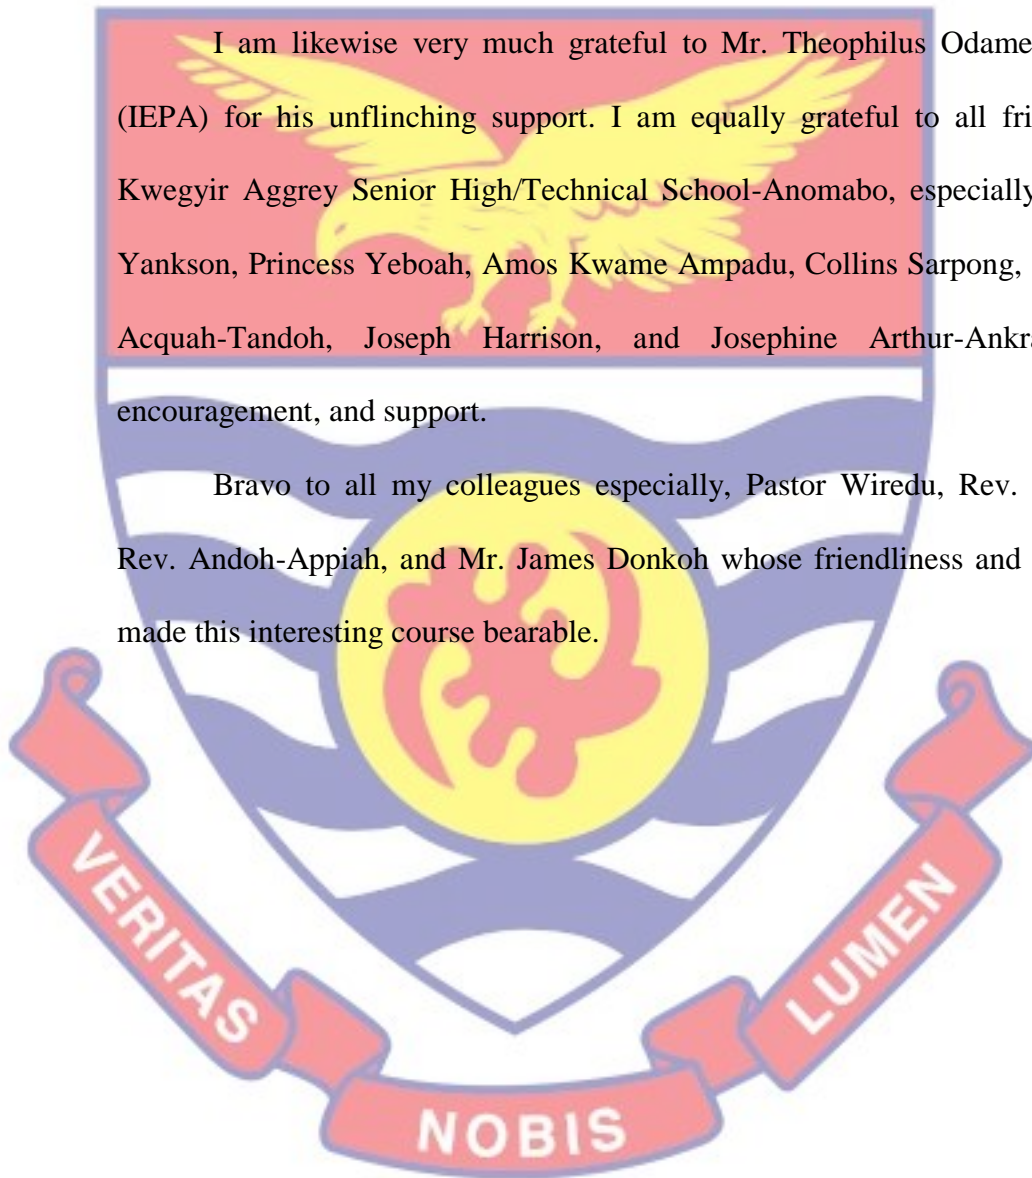 I am likewise very much grateful to Mr. Theophilus Odame
(IEPA) for his unflinching support. I am equally grateful to all fri
Kwegyir Aggrey Senior High/Technical School-Anomabo, especially
Yankson, Princess Yeboah, Amos Kwame Ampadu, Collins Sarpong,
Acquah-Tandoh, Joseph Harrison, and Josephine Arthur-Ankr
encouragement, and support.
Bravo to all my colleagues especially, Pastor Wiredu, Rev.
Rev. Andoh-Appiah, and Mr. James Donkoh whose friendliness and
made this interesting course bearable.
VERITAS
NOBIS
LUMEN